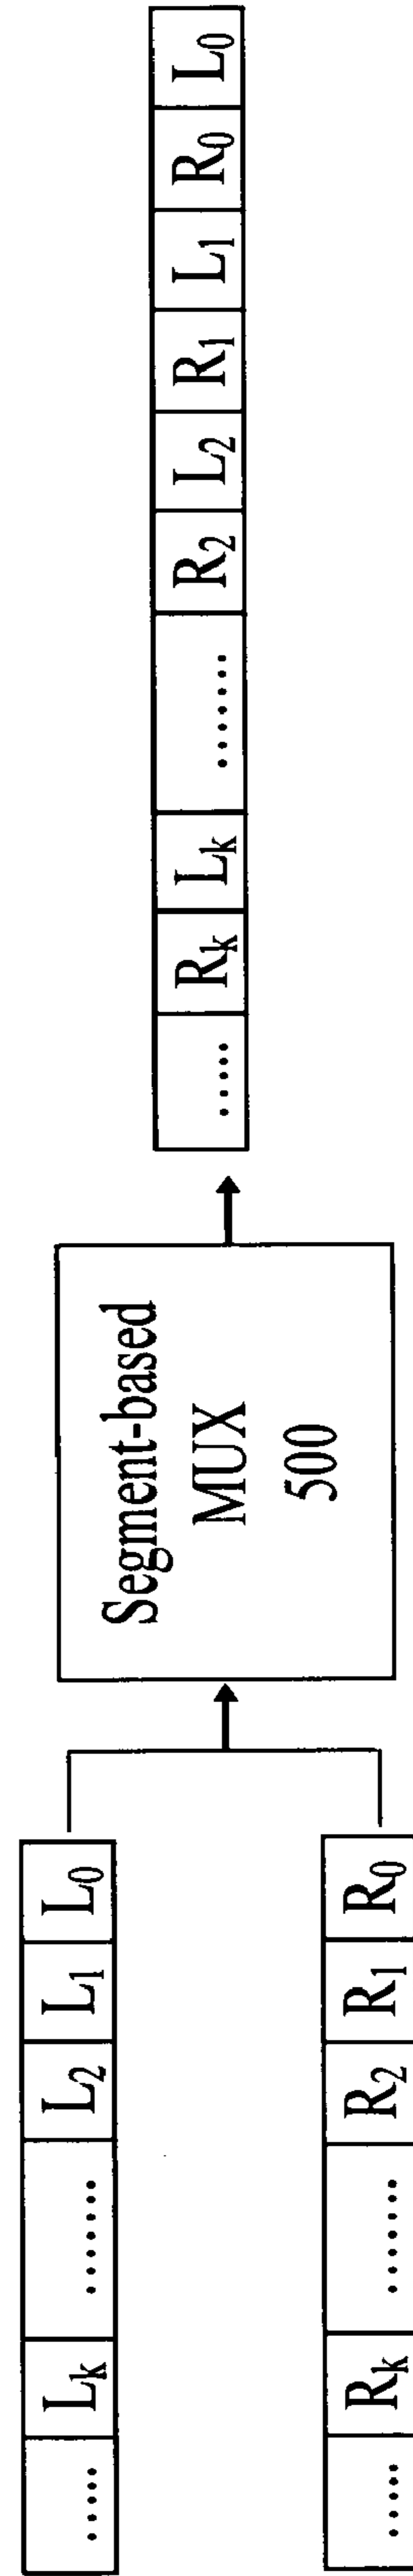 ..... L_k ........ L_2 L_1 L_0
..... R_k ........ R_2 R_1 R_0
Segment-based
MUX
500
..... R_k L_k ....... R_2 L_2 R_1 L_1 R_0 L_0